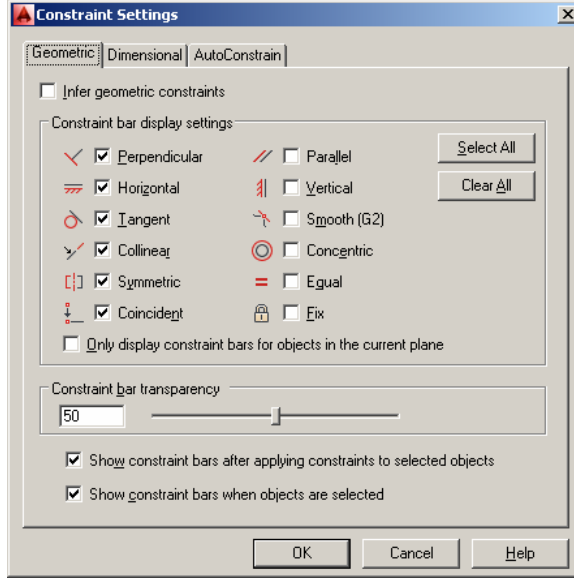 Constraint Settings
Geometric Dimensional AutoConstrain
Infer geometric constraints
Constraint bar display settings
Perpendicular Parallel Select All
Horizontal Vertical Clear All
Tangent Smooth (G2)
Collinear Concentric
Symmetric Equal
Coincident Fix
Only display constraint bars for objects in the current plane
Constraint bar transparency
50
Show constraint bars after applying constraints to selected objects
Show constraint bars when objects are selected
OK Cancel Help